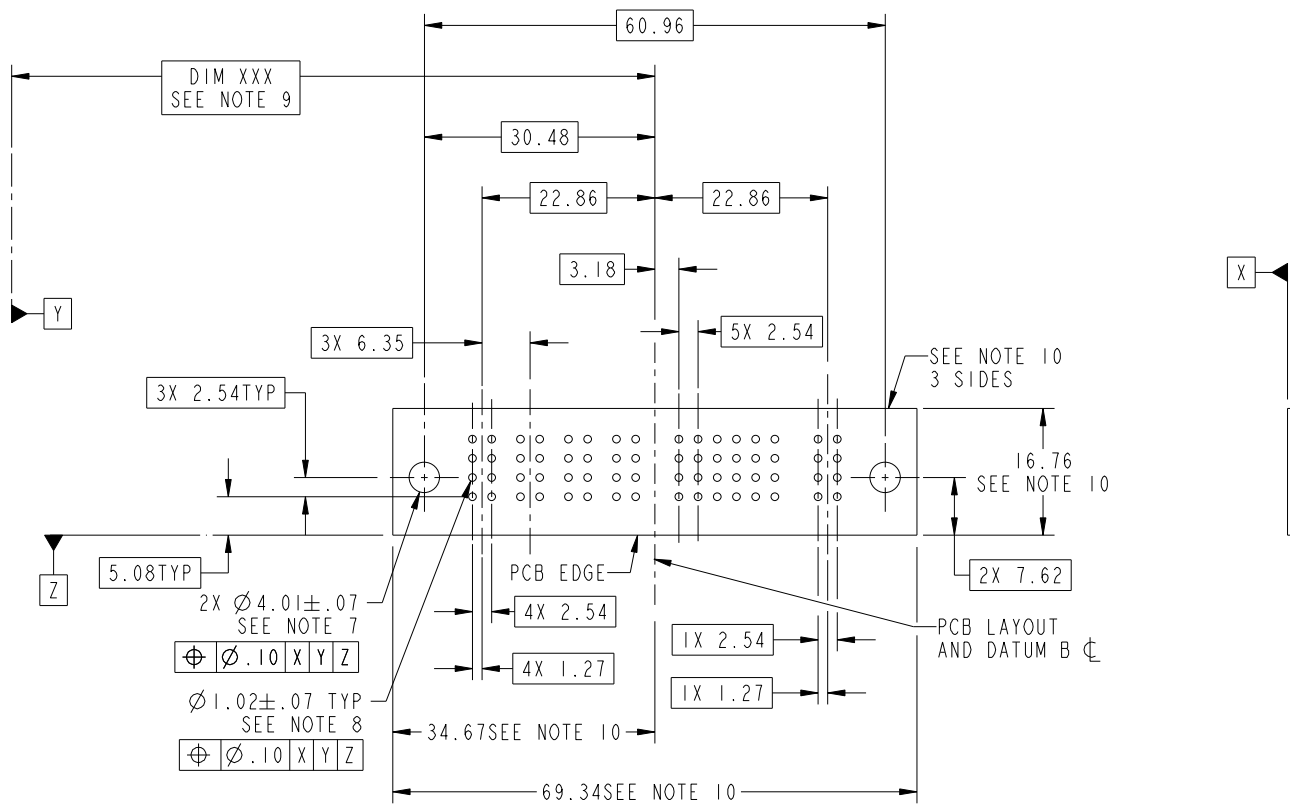 60.96
DIM XXX
SEE NOTE 9
30.48
22.86
22.86
3.18
X
Y
3X 6.35
5X 2.54
SEE NOTE 10
3 SIDES
3X 2.54TYP
16.76
SEE NOTE 10
Z
5.08TYP
PCB EDGE
2X 7.62
2X Ø4.01±.07
SEE NOTE 7
4X 2.54
PCB LAYOUT
AND DATUM B ℄
1X 2.54
⌖ Ø.10 X Y Z
4X 1.27
1X 1.27
Ø1.02±.07 TYP
SEE NOTE 8
34.67SEE NOTE 10
⌖ Ø.10 X Y Z
69.34SEE NOTE 10